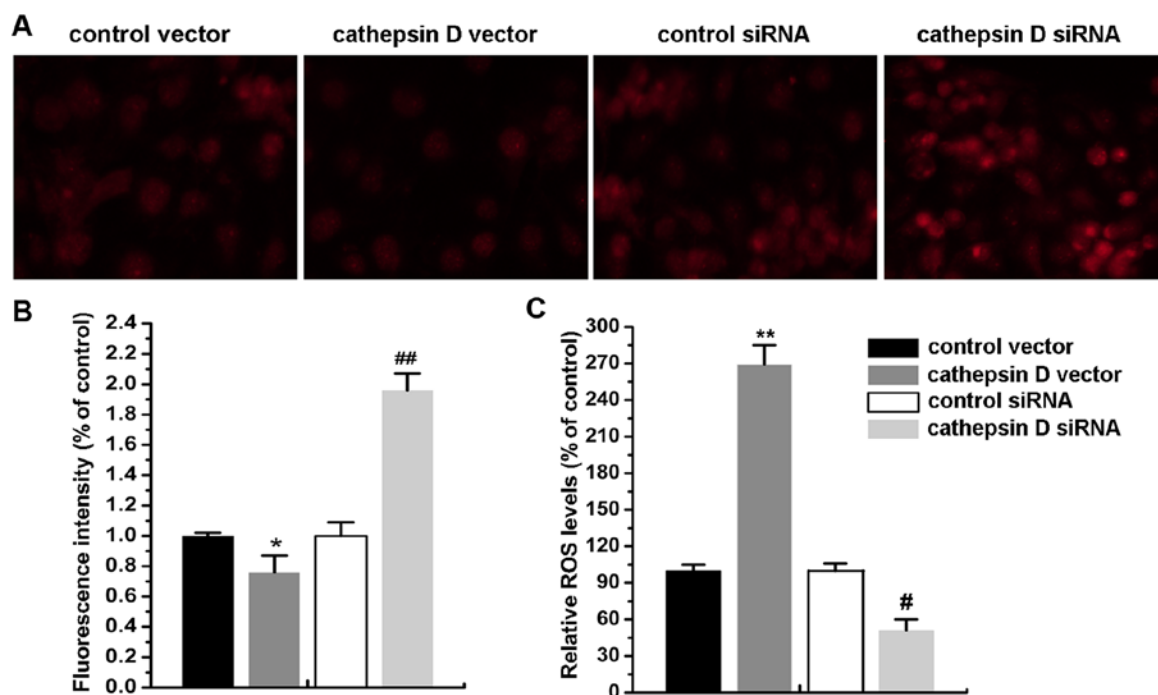 A
control vector
cathepsin D vector
control siRNA
cathepsin D siRNA
B
Fluorescence intensity (% of control)
2.4
2.2
2.0
1.8
1.6
1.4
1.2
1.0
0.8
0.6
0.4
0.2
0.0
*
##
C
Relative ROS levels (% of control)
300
270
240
210
180
150
120
90
60
30
0
**
#
control vector
cathepsin D vector
control siRNA
cathepsin D siRNA